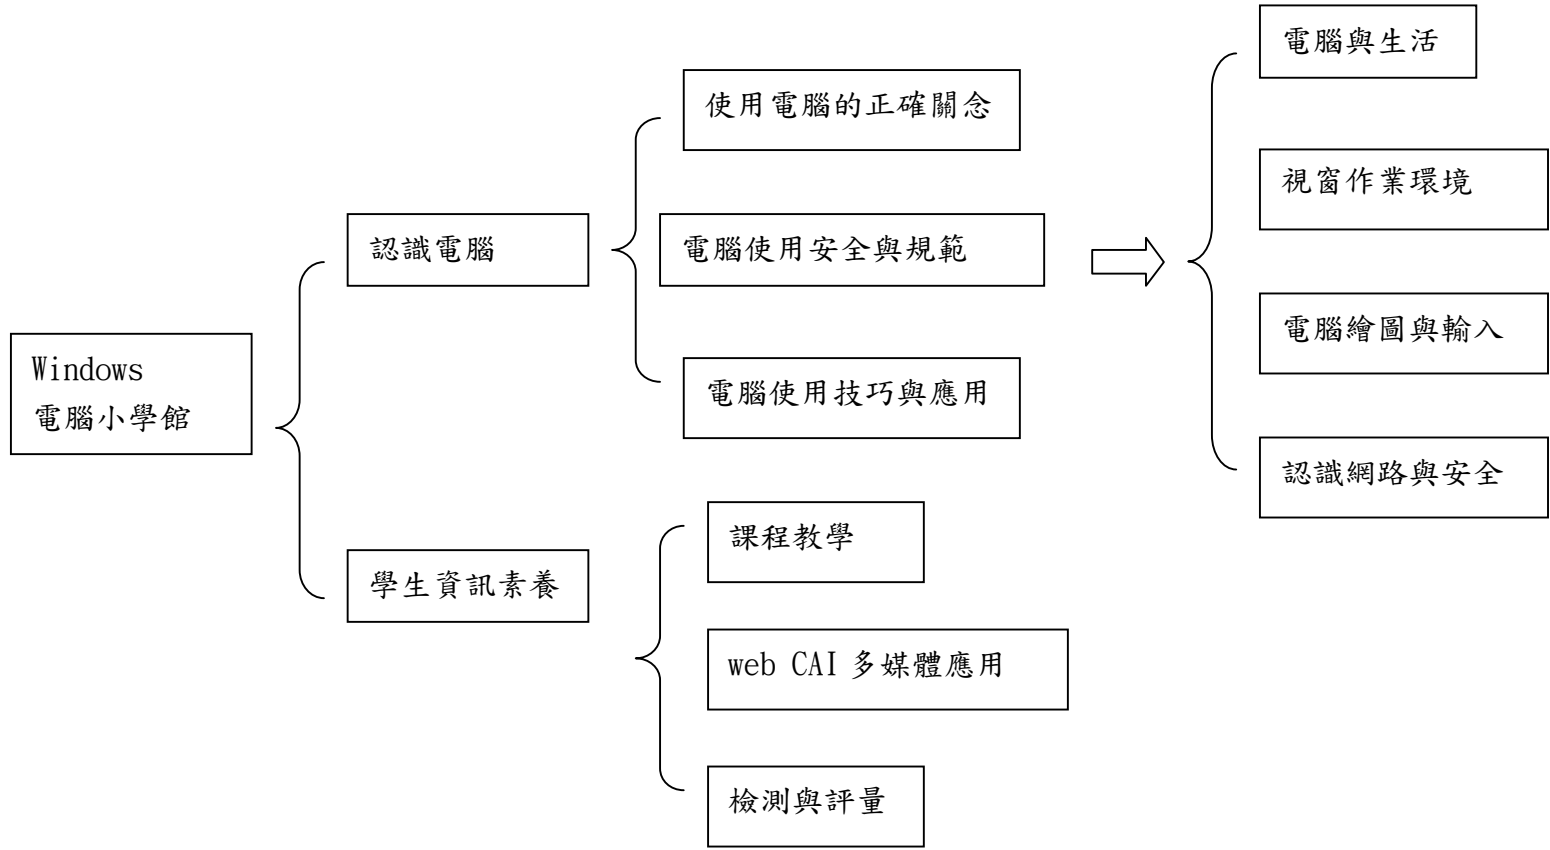 Windows
電腦小學館
認識電腦
學生資訊素養
使用電腦的正確關念
電腦使用安全與規範
電腦使用技巧與應用
課程教學
web CAI 多媒體應用
檢測與評量
電腦與生活
視窗作業環境
電腦繪圖與輸入
認識網路與安全